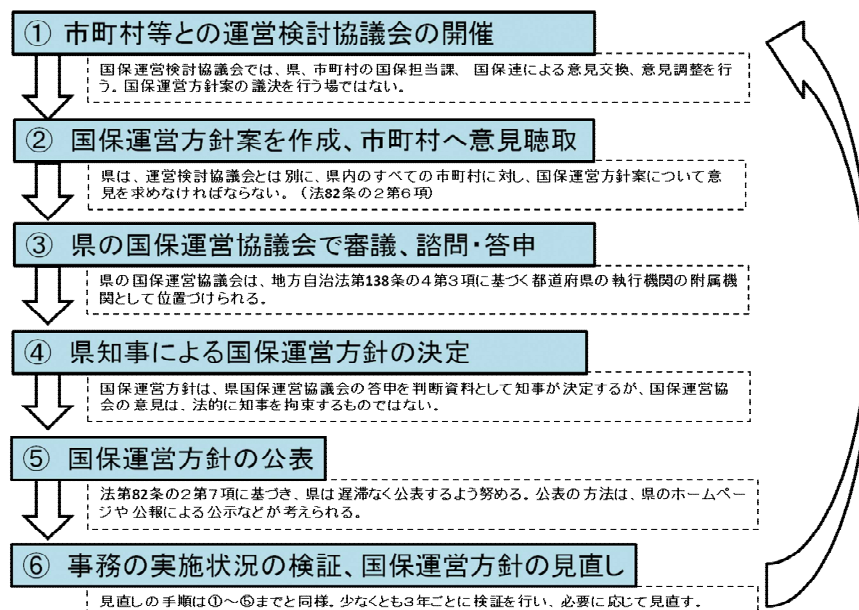 ① 市町村等との運営検討協議会の開催
国保運営検討協議会では、県、市町村の国保担当課、国保連による意見交換、意見調整を行
う。国保運営方針案の議決を行う場ではない。
② 国保運営方針案を作成、市町村へ意見聴取
県は、運営検討協議会とは別に、県内のすべての市町村に対し、国保運営方針案について意
見を求めなければならない。（法82条の2第6項）
③ 県の国保運営協議会で審議、諮問・答申
県の国保運営協議会は、地方自治法第138条の4第3項に基づく都道府県の執行機関の附属機
関として位置づけられる。
④ 県知事による国保運営方針の決定
国保運営方針は、県国保運営協議会の答申を判断資料として知事が決定するが、国保運営協
会の意見は、法的に知事を拘束するものではない。
⑤ 国保運営方針の公表
法第82条の2第7項に基づき、県は遅滞なく公表するよう努める。公表の方法は、県のホームペー
ジや公報による公示などが考えられる。
⑥ 事務の実施状況の検証、国保運営方針の見直し
見直しの手順は①～⑤までと同様。少なくとも3年ごとに検証を行い、必要に応じて見直す。